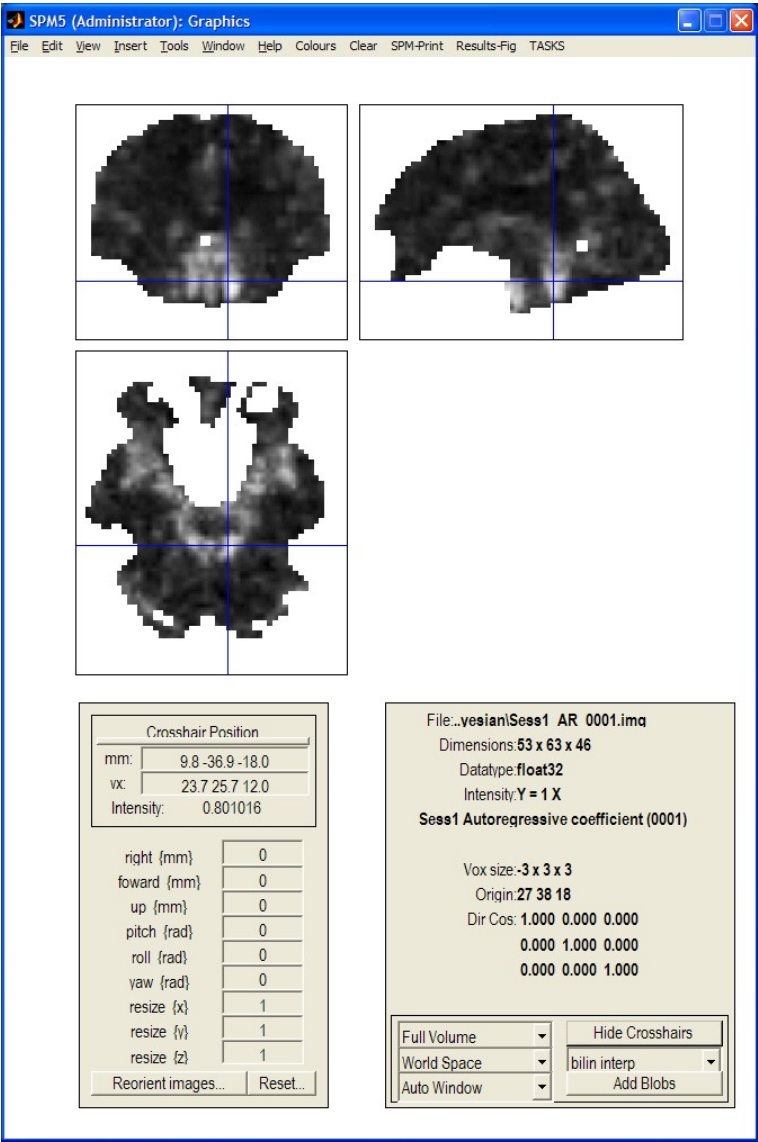 SPM5 (Administrator): Graphics
File Edit View Insert Tools Window Help Colours Clear SPM-Print Results-Fig TASKS
Crosshair Position
mm: 9.8 -36.9 -18.0
vx: 23.7 25.7 12.0
Intensity: 0.801016
right {mm} 0
foward {mm} 0
up {mm} 0
pitch {rad} 0
roll {rad} 0
yaw {rad} 0
resize {x} 1
resize {y} 1
resize {z} 1
Reorient images... Reset...
File:..yesian\Sess1_AR_0001.img
Dimensions:53 x 63 x 46
Datatype:float32
Intensity:Y = 1 X
Sess1 Autoregressive coefficient (0001)
Vox size:-3 x 3 x 3
Origin:27 38 18
Dir Cos: 1.000 0.000 0.000
0.000 1.000 0.000
0.000 0.000 1.000
Full Volume Hide Crosshairs
World Space bilin interp
Auto Window Add Blobs